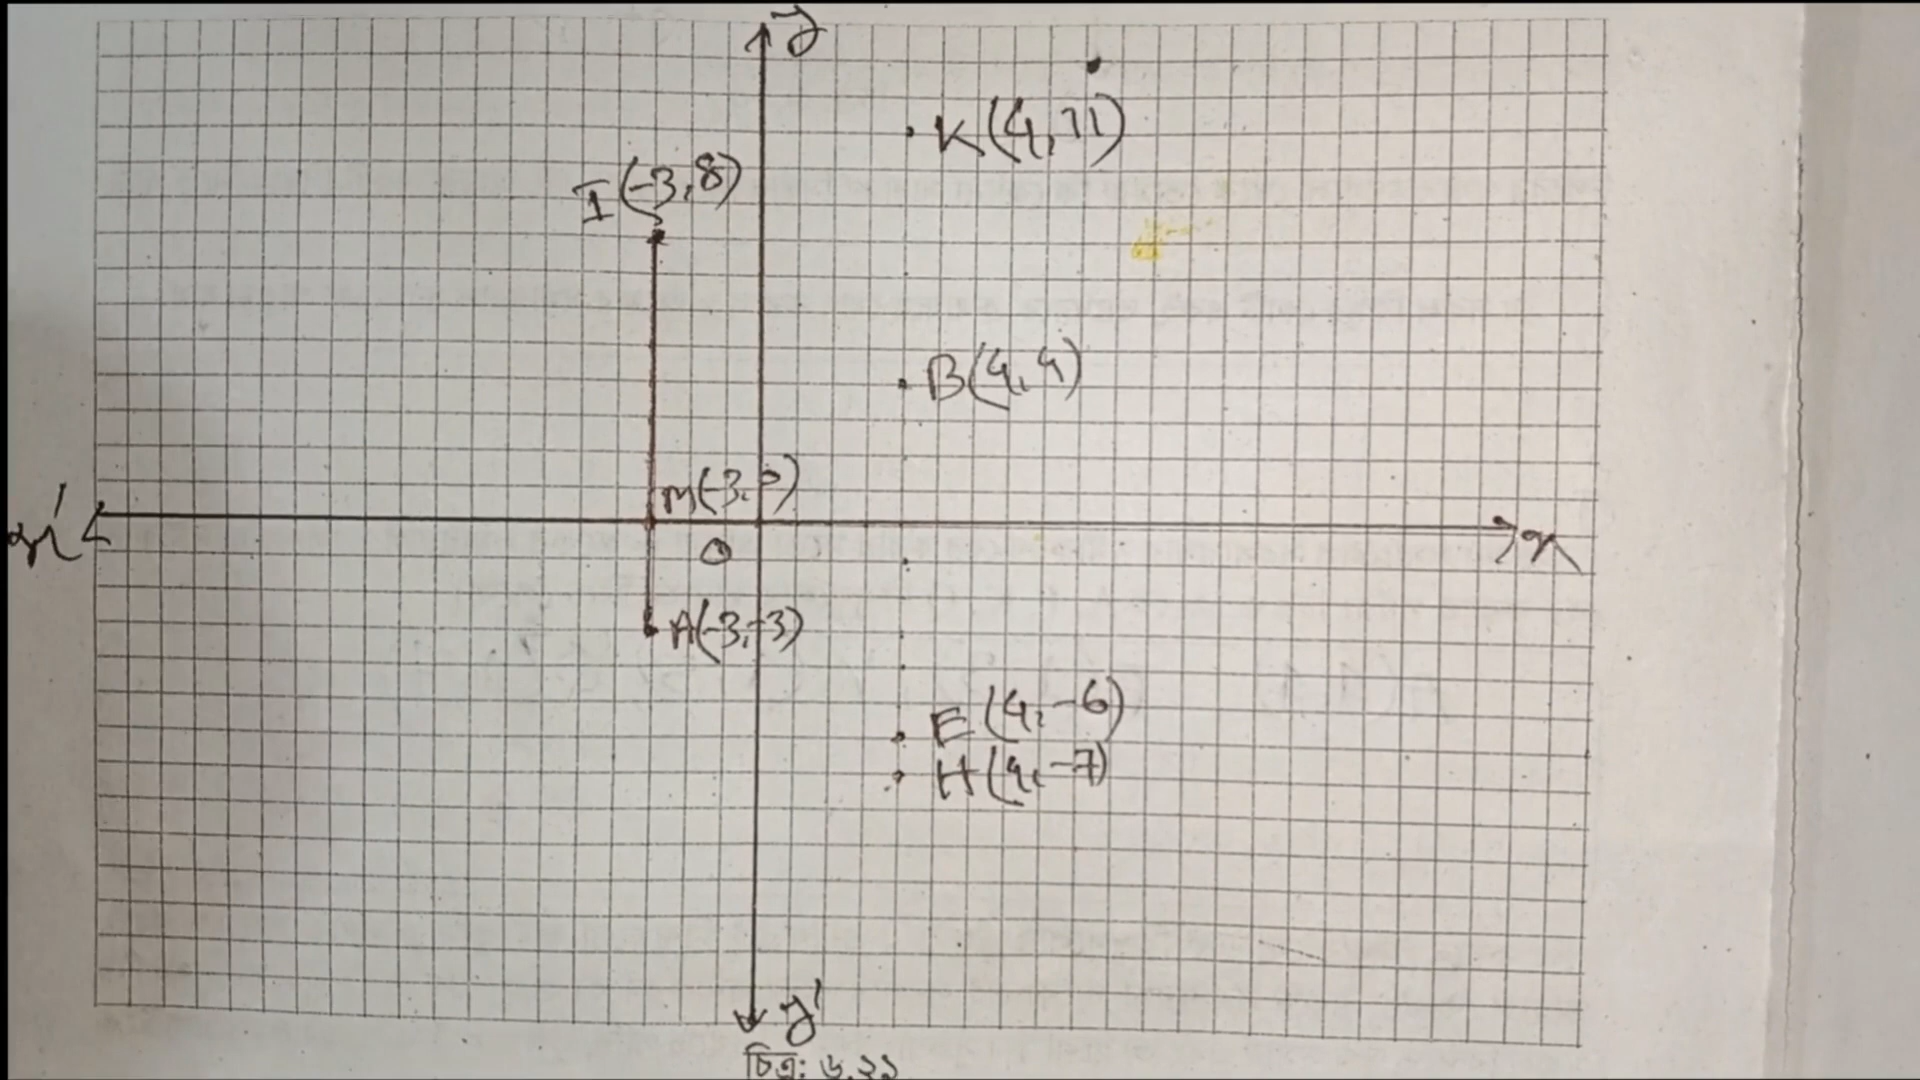 y
K(4,11)
I(-3,8)
B(4,4)
M(-3,0)
x'
x
O
A(-3,-3)
E(4,-6)
H(4,-7)
y'
চিত্র: ৬.২১